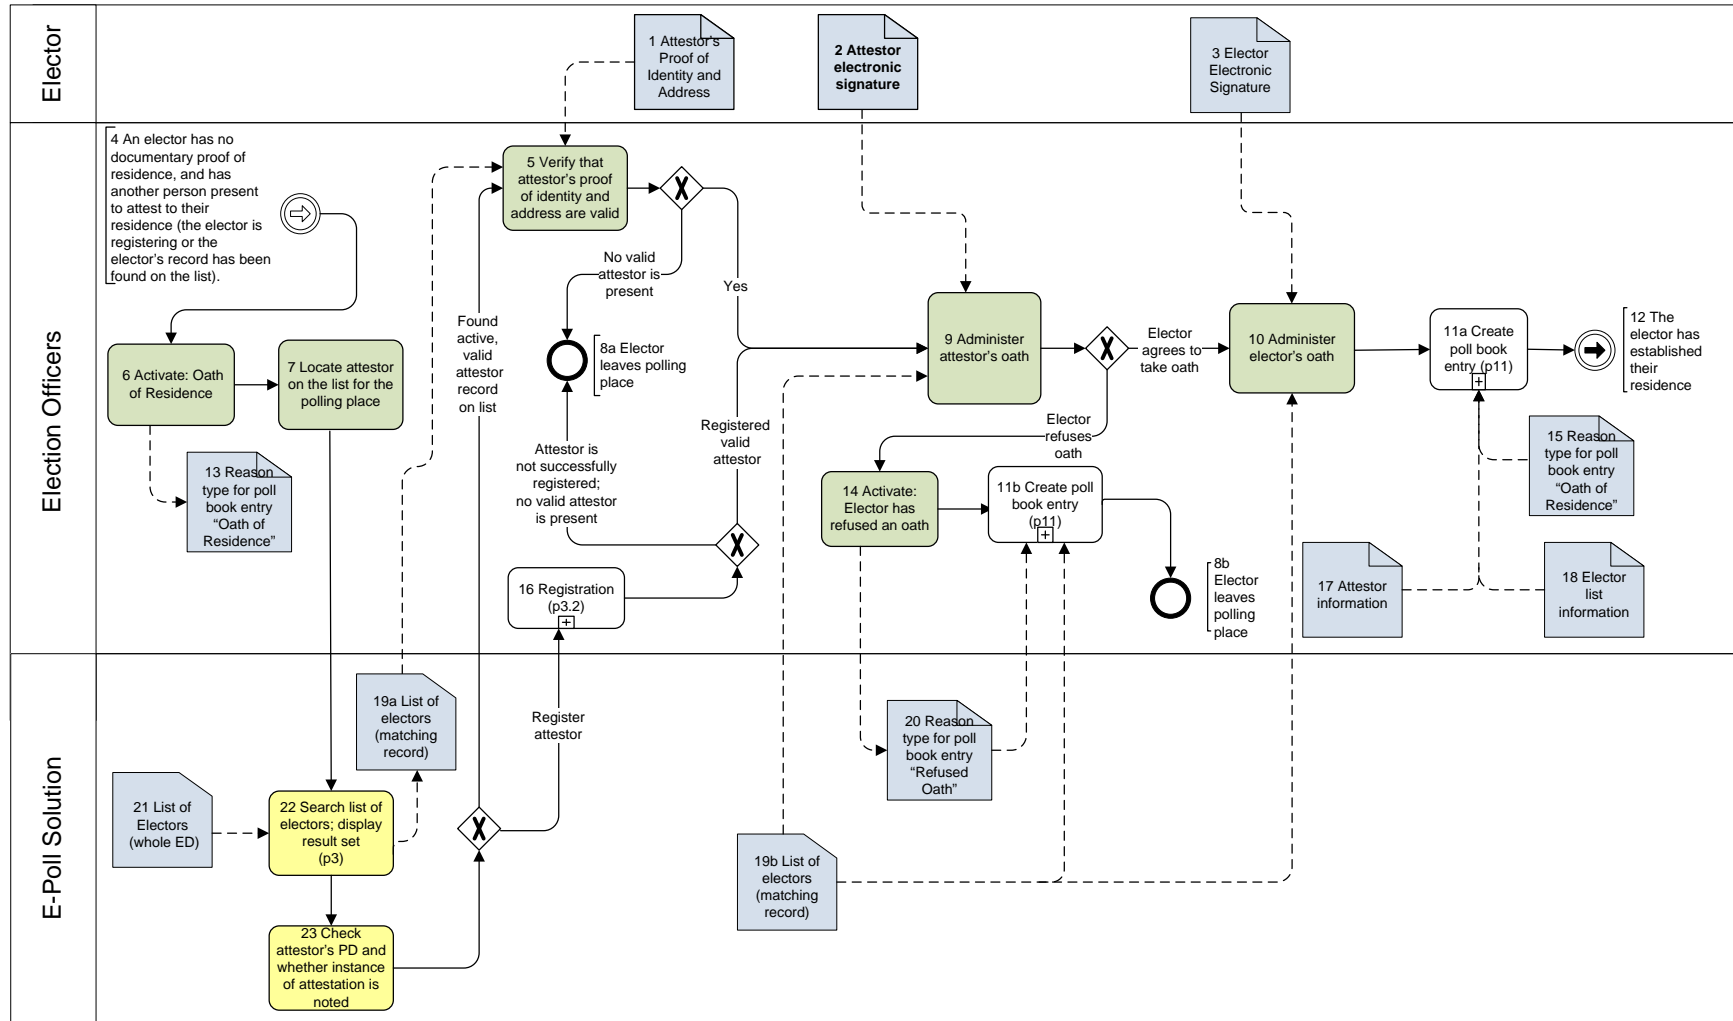 Elector
1 Attestor's
Proof of
Identity and
Address
2 Attestor
electronic
signature
3 Elector
Electronic
Signature
Election Officers
4 An elector has no
documentary proof of
residence, and has
another person present
to attest to their
residence (the elector is
registering or the
elector's record has been
found on the list).
5 Verify that
attestor's proof
of identity and
address are valid
No valid
attestor is
present
Yes
6 Activate: Oath
of Residence
7 Locate attestor
on the list for the
polling place
Found
active,
valid
attestor
record
on list
8a Elector
leaves polling
place
9 Administer
attestor's oath
Elector
agrees to
take oath
10 Administer
elector's oath
11a Create
poll book
entry (p11)
12 The
elector has
established
their
residence
13 Reason
type for poll
book entry
“Oath of
Residence”
Attestor is
not successfully
registered;
no valid attestor
is present
Registered
valid
attestor
Elector
refuses
oath
14 Activate:
Elector has
refused an oath
11b Create poll
book entry
(p11)
15 Reason
type for poll
book entry
“Oath of
Residence”
16 Registration
(p3.2)
8b
Elector
leaves
polling
place
17 Attestor
information
18 Elector
list
information
E-Poll Solution
19a List of
electors
(matching
record)
Register
attestor
20 Reason
type for poll
book entry
“Refused
Oath”
21 List of
Electors
(whole ED)
22 Search list of
electors; display
result set
(p3)
19b List of
electors
(matching
record)
23 Check
attestor's PD and
whether instance
of attestation is
noted